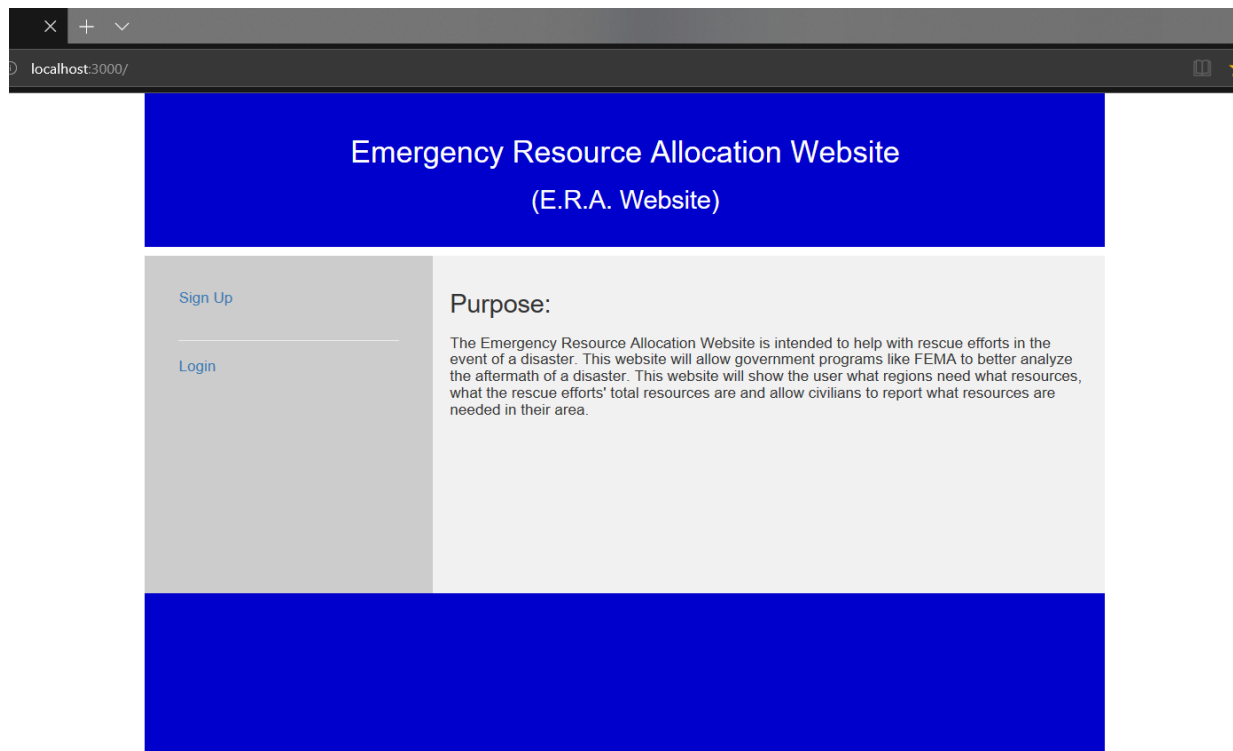 localhost:3000/
Emergency Resource Allocation Website
(E.R.A. Website)
Sign Up
Login
Purpose:
The Emergency Resource Allocation Website is intended to help with rescue efforts in the
event of a disaster. This website will allow government programs like FEMA to better analyze
the aftermath of a disaster. This website will show the user what regions need what resources,
what the rescue efforts' total resources are and allow civilians to report what resources are
needed in their area.